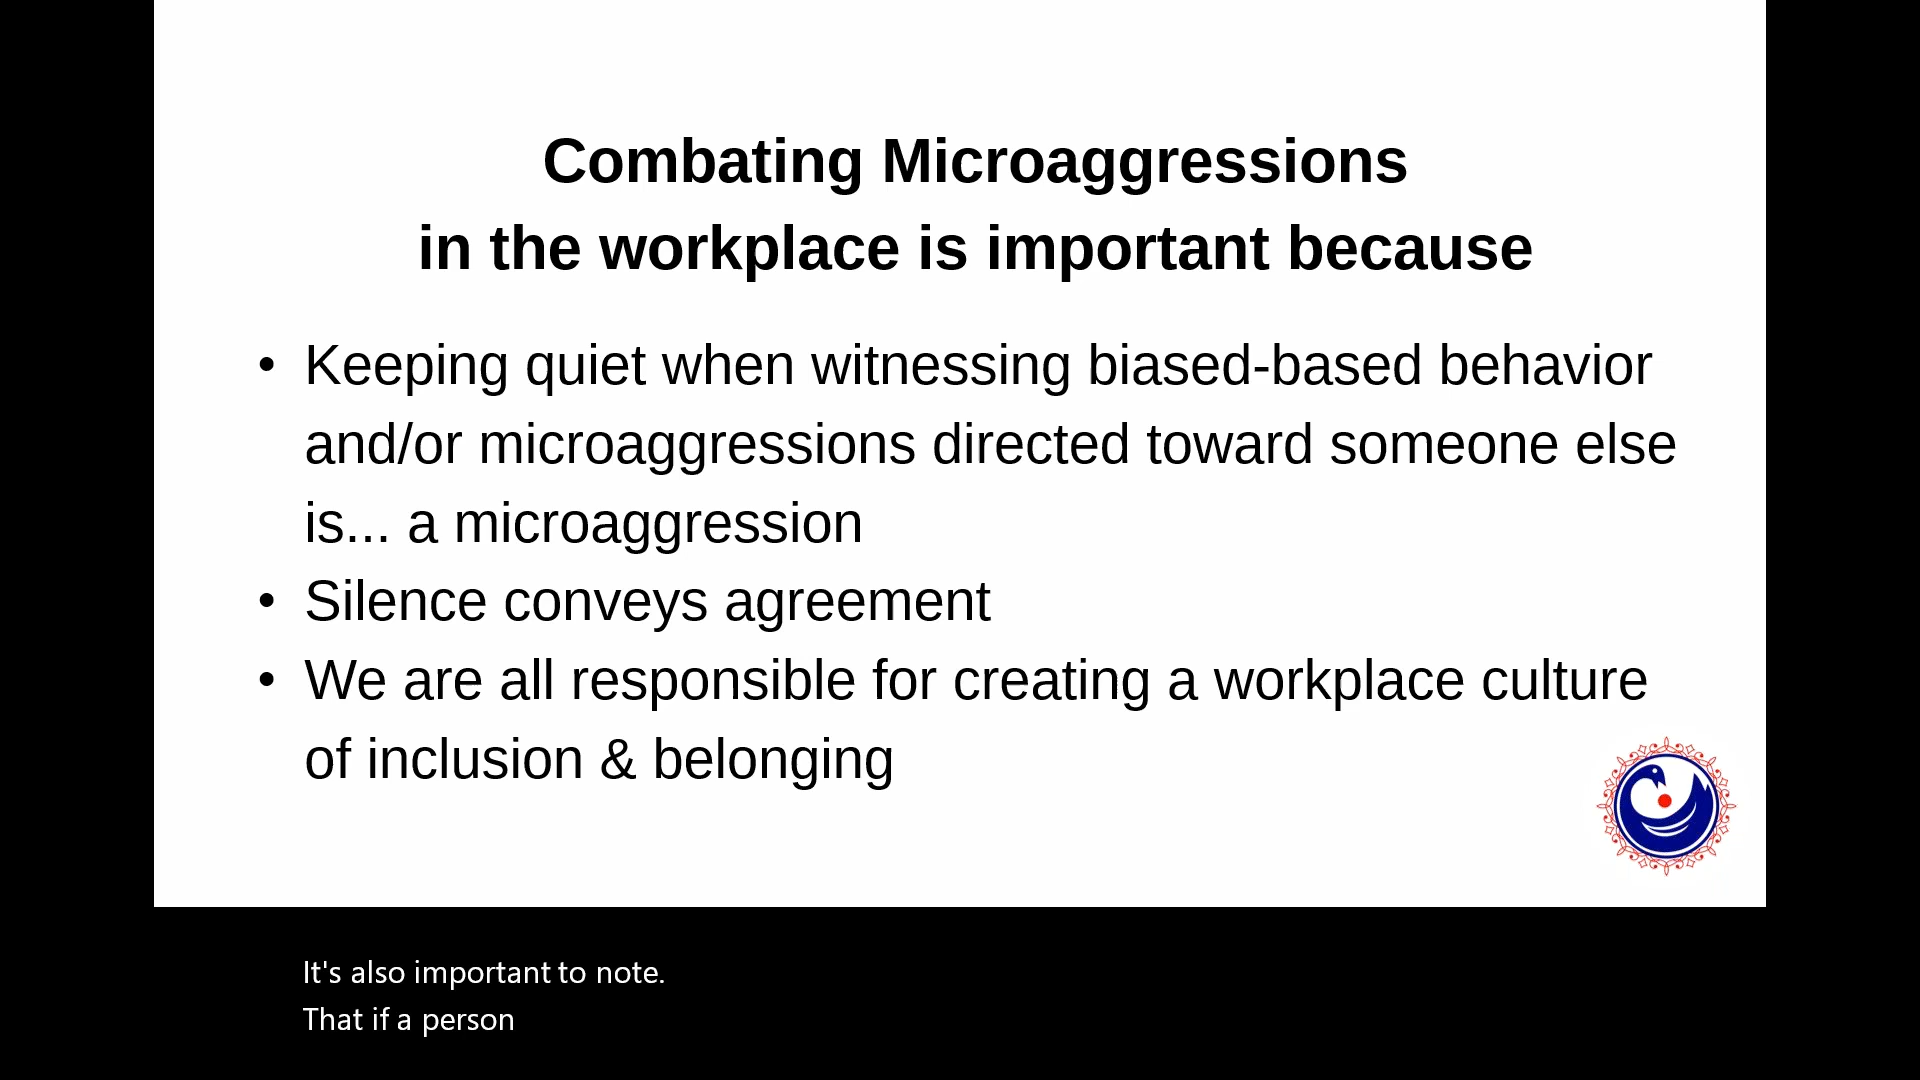 Combating Microaggressions
in the workplace is important because
• Keeping quiet when witnessing biased-based behavior
and/or microaggressions directed toward someone else
is... a microaggression
• Silence conveys agreement
• We are all responsible for creating a workplace culture
of inclusion & belonging
It's also important to note.
That if a person